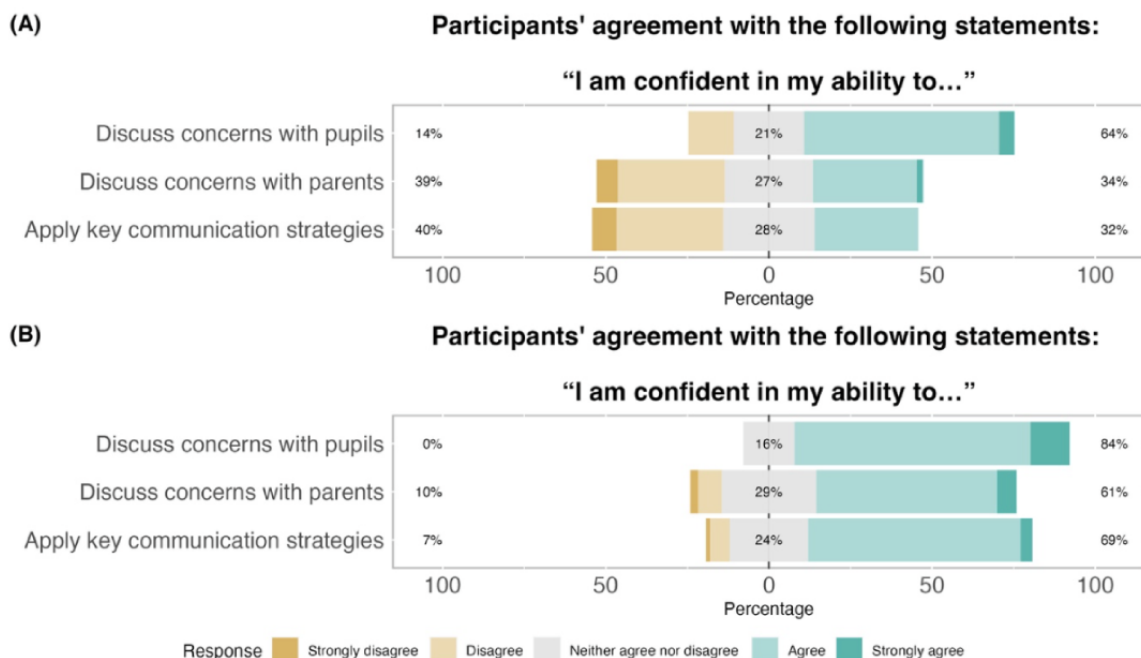 (A)
Participants' agreement with the following statements:
“I am confident in my ability to…”
Discuss concerns with pupils 14% 21% 64%
Discuss concerns with parents 39% 27% 34%
Apply key communication strategies 40% 28% 32%
100 50 0 50 100
Percentage
(B)
Participants' agreement with the following statements:
“I am confident in my ability to…”
Discuss concerns with pupils 0% 16% 84%
Discuss concerns with parents 10% 29% 61%
Apply key communication strategies 7% 24% 69%
100 50 0 50 100
Percentage
Response Strongly disagree Disagree Neither agree nor disagree Agree Strongly agree